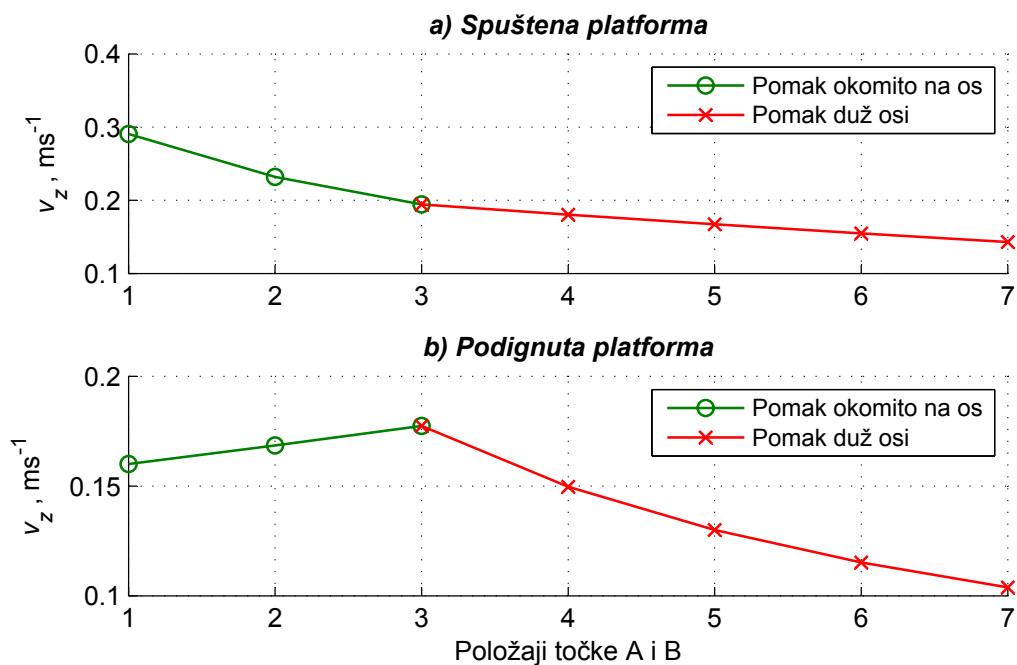 a) Spuštena platforma
0.4
0.3
0.2
0.1
v_z , ms⁻¹
Pomak okomito na os
Pomak duž osi
1 2 3 4 5 6 7
b) Podignuta platforma
0.2
0.15
0.1
v_z , ms⁻¹
Pomak okomito na os
Pomak duž osi
1 2 3 4 5 6 7
Položaji točke A i B